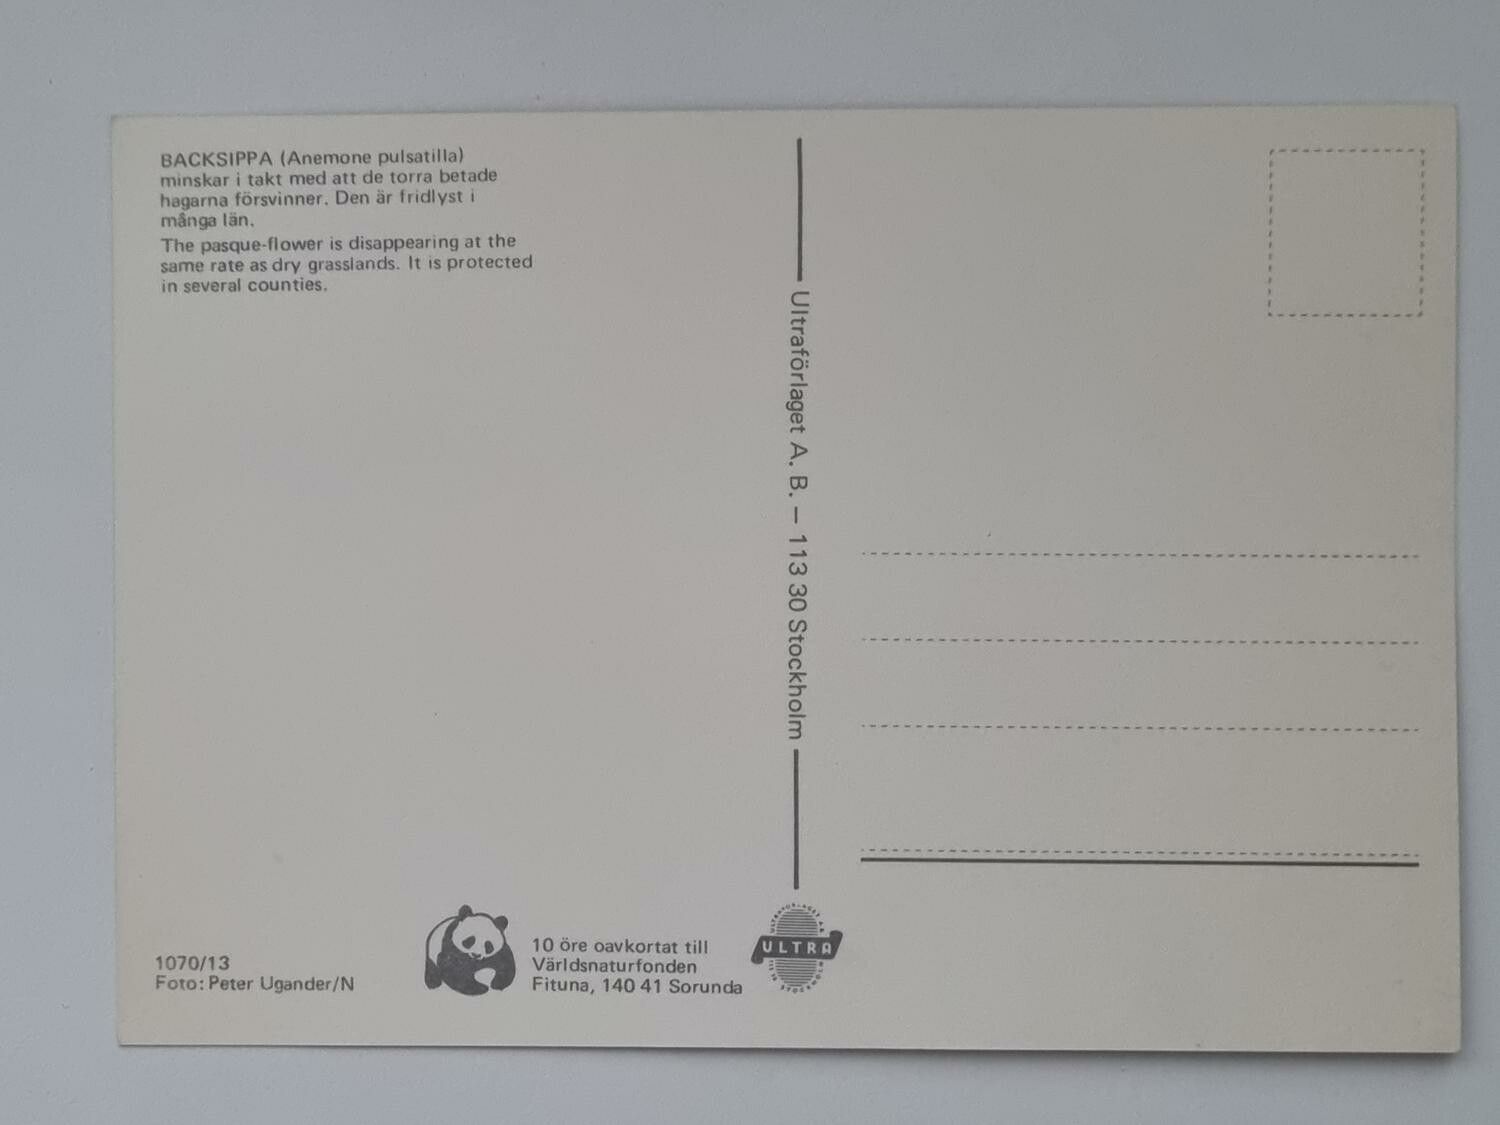 BACKSIPPA (Anemone pulsatilla)
minskar i takt med att de torra betade
hagarna försvinner. Den är fridlyst i
många län.
The pasque-flower is disappearing at the
same rate as dry grasslands. It is protected
in several counties.
Ultraförlaget A. B. – 113 30 Stockholm
1070/13
Foto: Peter Ugander/N
10 öre oavkortat till
Världsnaturfonden
Fituna, 140 41 Sorunda
ULTRA